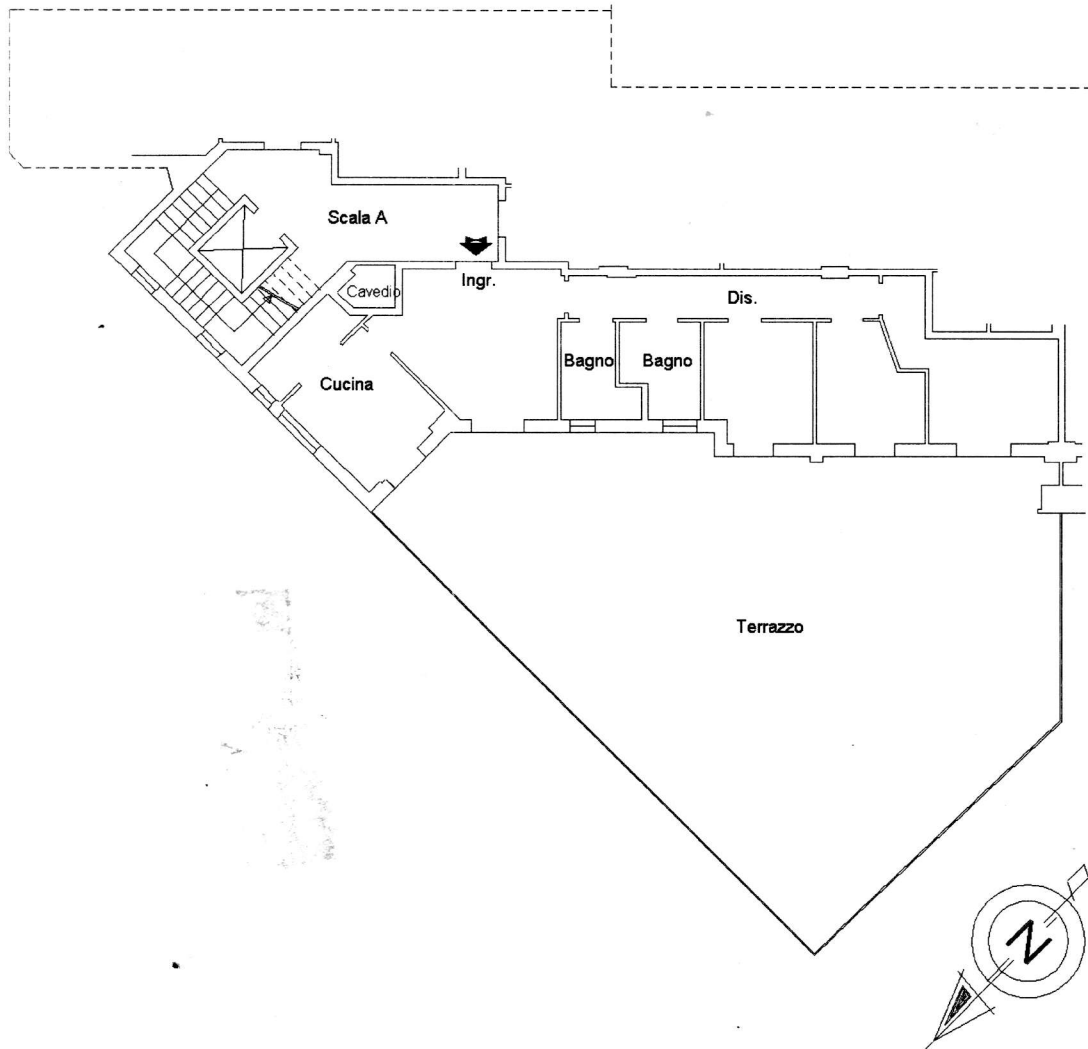 Scala A
Cavedio
Ingr.
Dis.
Bagno
Bagno
Cucina
Terrazzo
N